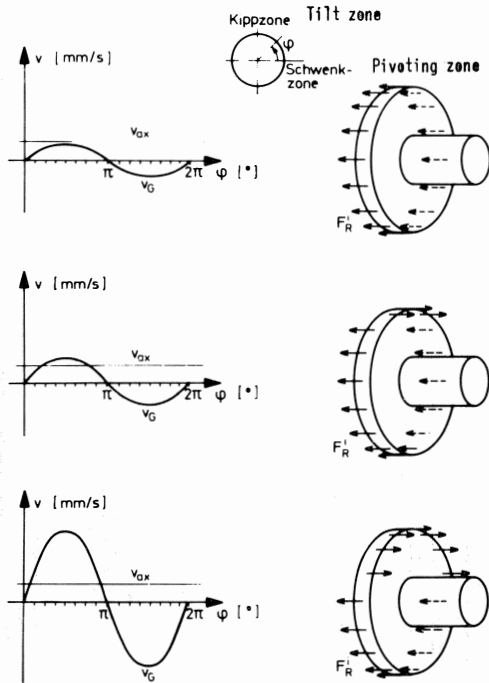 Kippzone Tilt zone
φ
Schwenk-
zone
Pivoting zone
v [mm/s]
v_ax
v_G
π
2π
φ [°]
F'_R
v [mm/s]
v_ax
v_G
π
2π
φ [°]
F'_R
v [mm/s]
v_ax
v_G
π
2π
φ [°]
F'_R